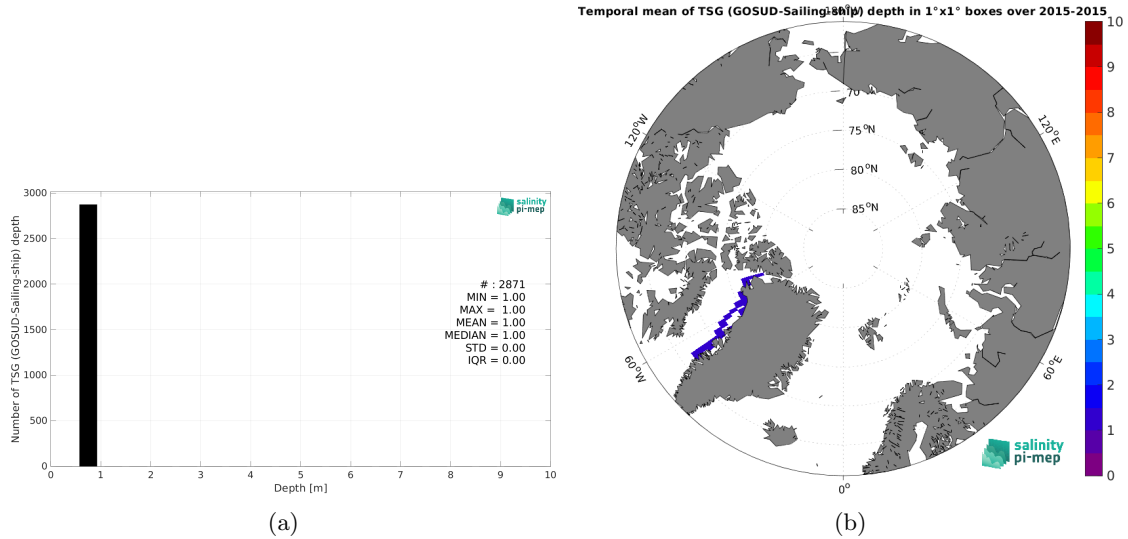 Number of TSG (GOSUD-Sailing-ship) depth
3000
2500
2000
1500
1000
500
0
0 1 2 3 4 5 6 7 8 9 10
Depth [m]
salinity
pi-mep
# : 2871
MIN = 1.00
MAX = 1.00
MEAN = 1.00
MEDIAN = 1.00
STD = 0.00
IQR = 0.00
(a)
Temporal mean of TSG (GOSUD-Sailing-ship) depth in 1°x1° boxes over 2015-2015
120°W
120°E
75°N
80°N
85°N
60°W
60°E
0°
10
9
8
7
6
5
4
3
2
1
0
salinity
pi-mep
(b)